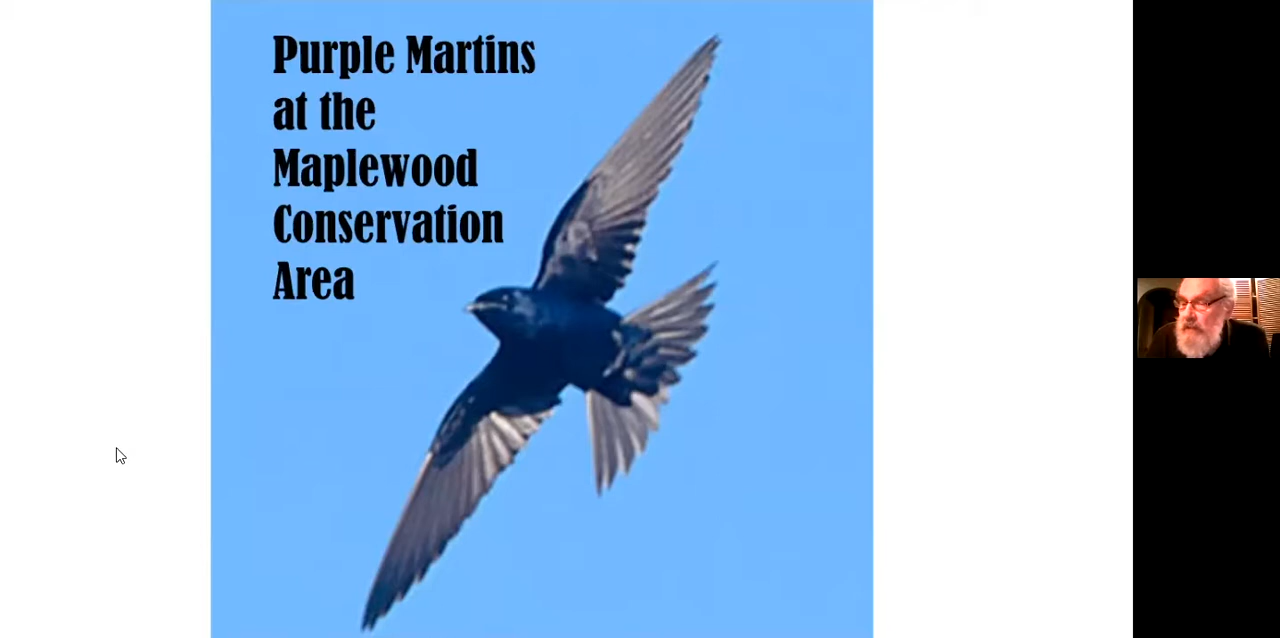 Purple Martins
at the
Maplewood
Conservation
Area